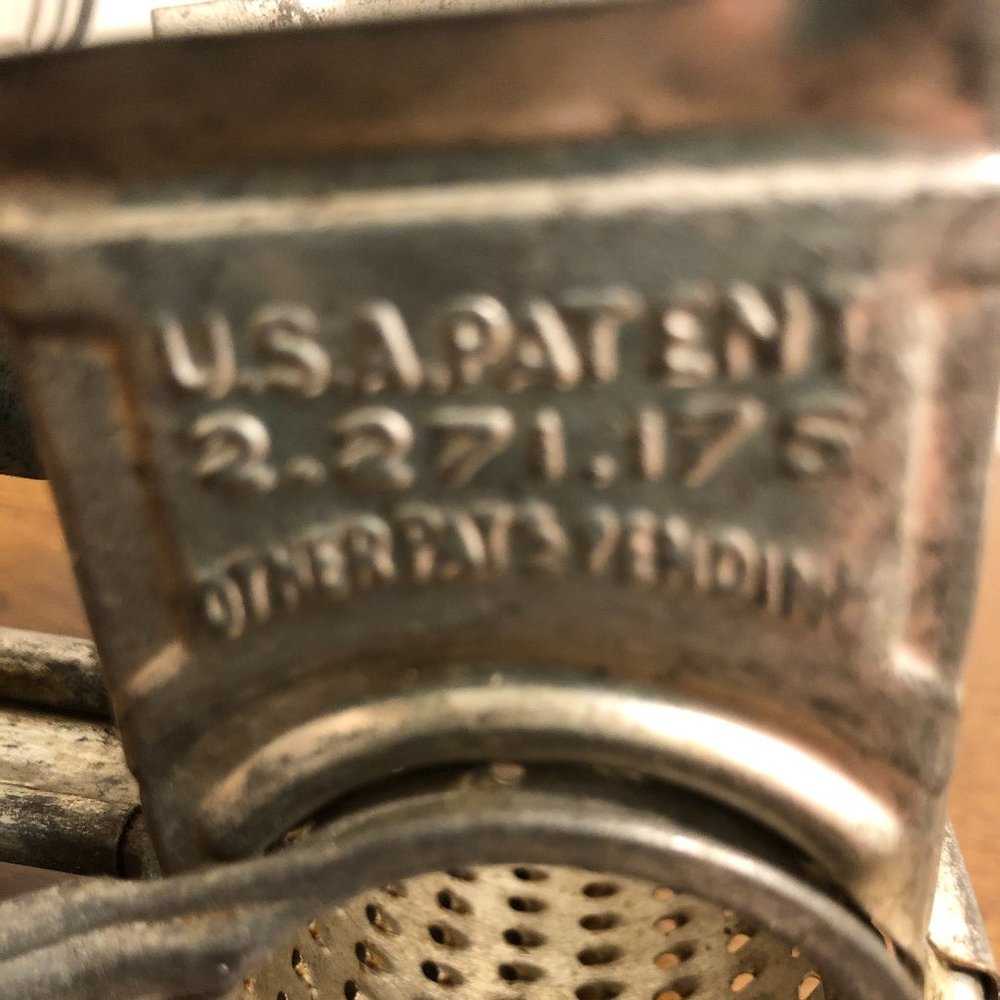 U.S.A. PATENT
2.271.175
OTHER PATS PENDING